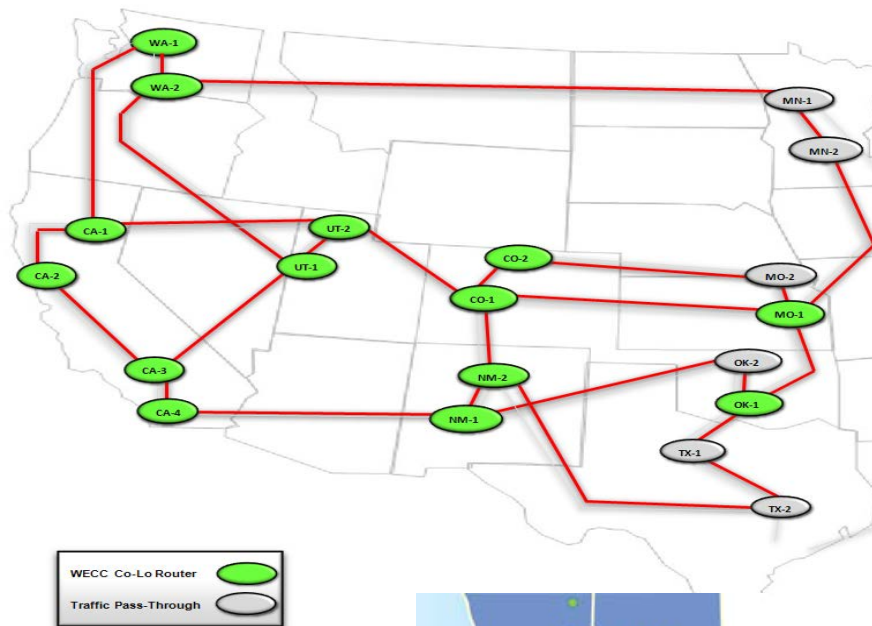 WA-1
WA-2
MN-1
MN-2
CA-1
UT-2
CO-2
UT-1
CA-2
MO-2
CO-1
MO-1
OK-2
CA-3
NM-2
OK-1
CA-4
NM-1
TX-1
TX-2
WECC Co-Lo Router
Traffic Pass-Through